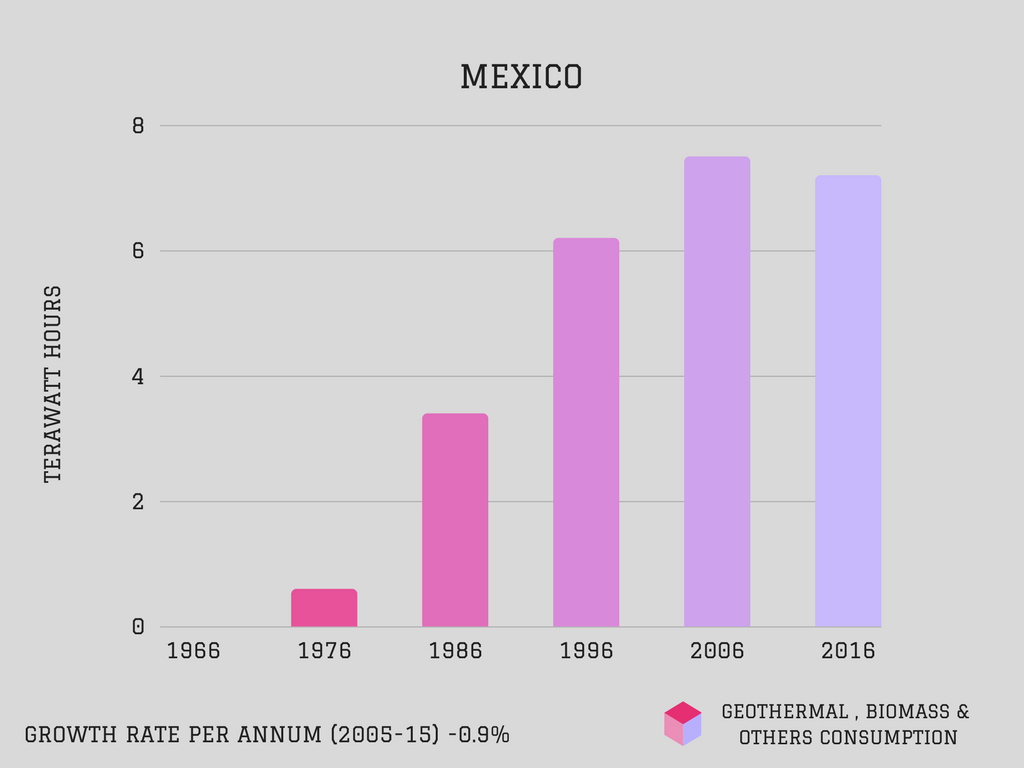 MEXICO
8
6
4
2
0
TERAWATT HOURS
1966 1976 1986 1996 2006 2016
GROWTH RATE PER ANNUM (2005-15) -0.9%
GEOTHERMAL , BIOMASS &
OTHERS CONSUMPTION